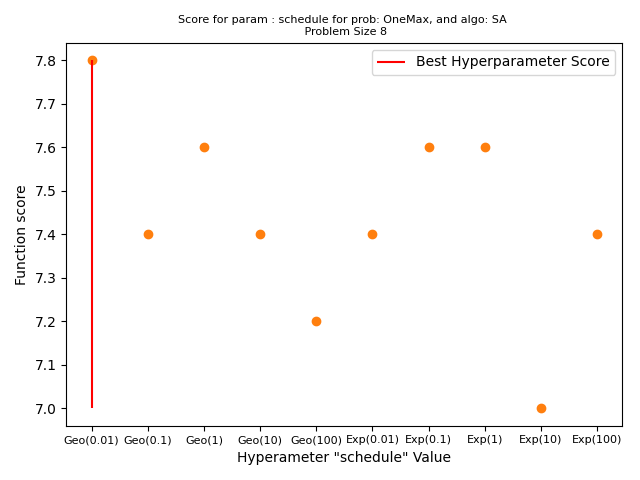 Score for param : schedule for prob: OneMax, and algo: SA
Problem Size 8
Best Hyperparameter Score
Function score
7.8
7.7
7.6
7.5
7.4
7.3
7.2
7.1
7.0
Geo(0.01) Geo(0.1) Geo(1) Geo(10) Geo(100) Exp(0.01) Exp(0.1) Exp(1) Exp(10) Exp(100)
Hyperameter "schedule" Value